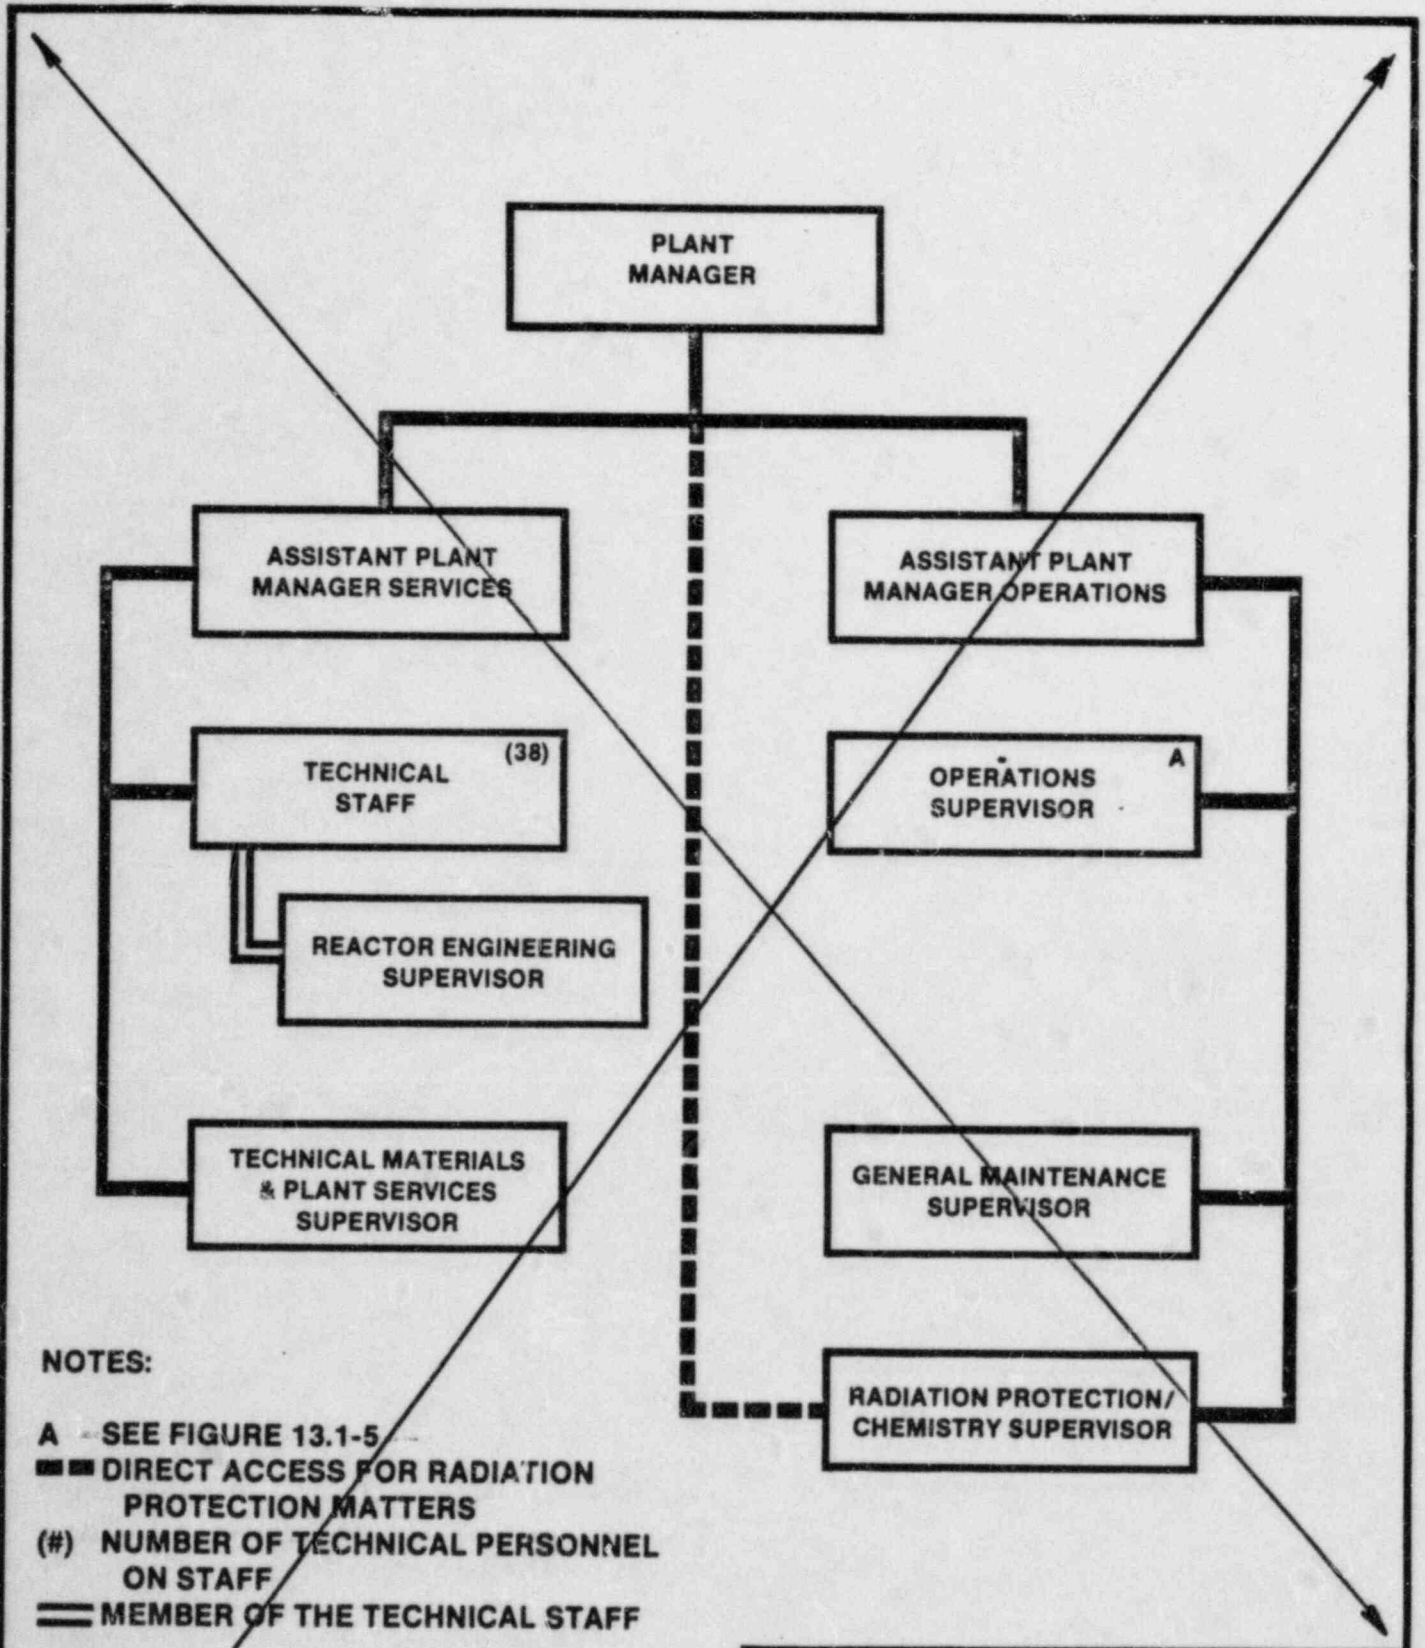 PLANT
MANAGER
ASSISTANT PLANT
MANAGER SERVICES
ASSISTANT PLANT
MANAGER OPERATIONS
(38)
TECHNICAL
STAFF
A
OPERATIONS
SUPERVISOR
REACTOR ENGINEERING
SUPERVISOR
TECHNICAL MATERIALS
& PLANT SERVICES
SUPERVISOR
GENERAL MAINTENANCE
SUPERVISOR
RADIATION PROTECTION/
CHEMISTRY SUPERVISOR
NOTES:
A SEE FIGURE 13.1-5
DIRECT ACCESS FOR RADIATION
PROTECTION MATTERS
(#) NUMBER OF TECHNICAL PERSONNEL
ON STAFF
MEMBER OF THE TECHNICAL STAFF